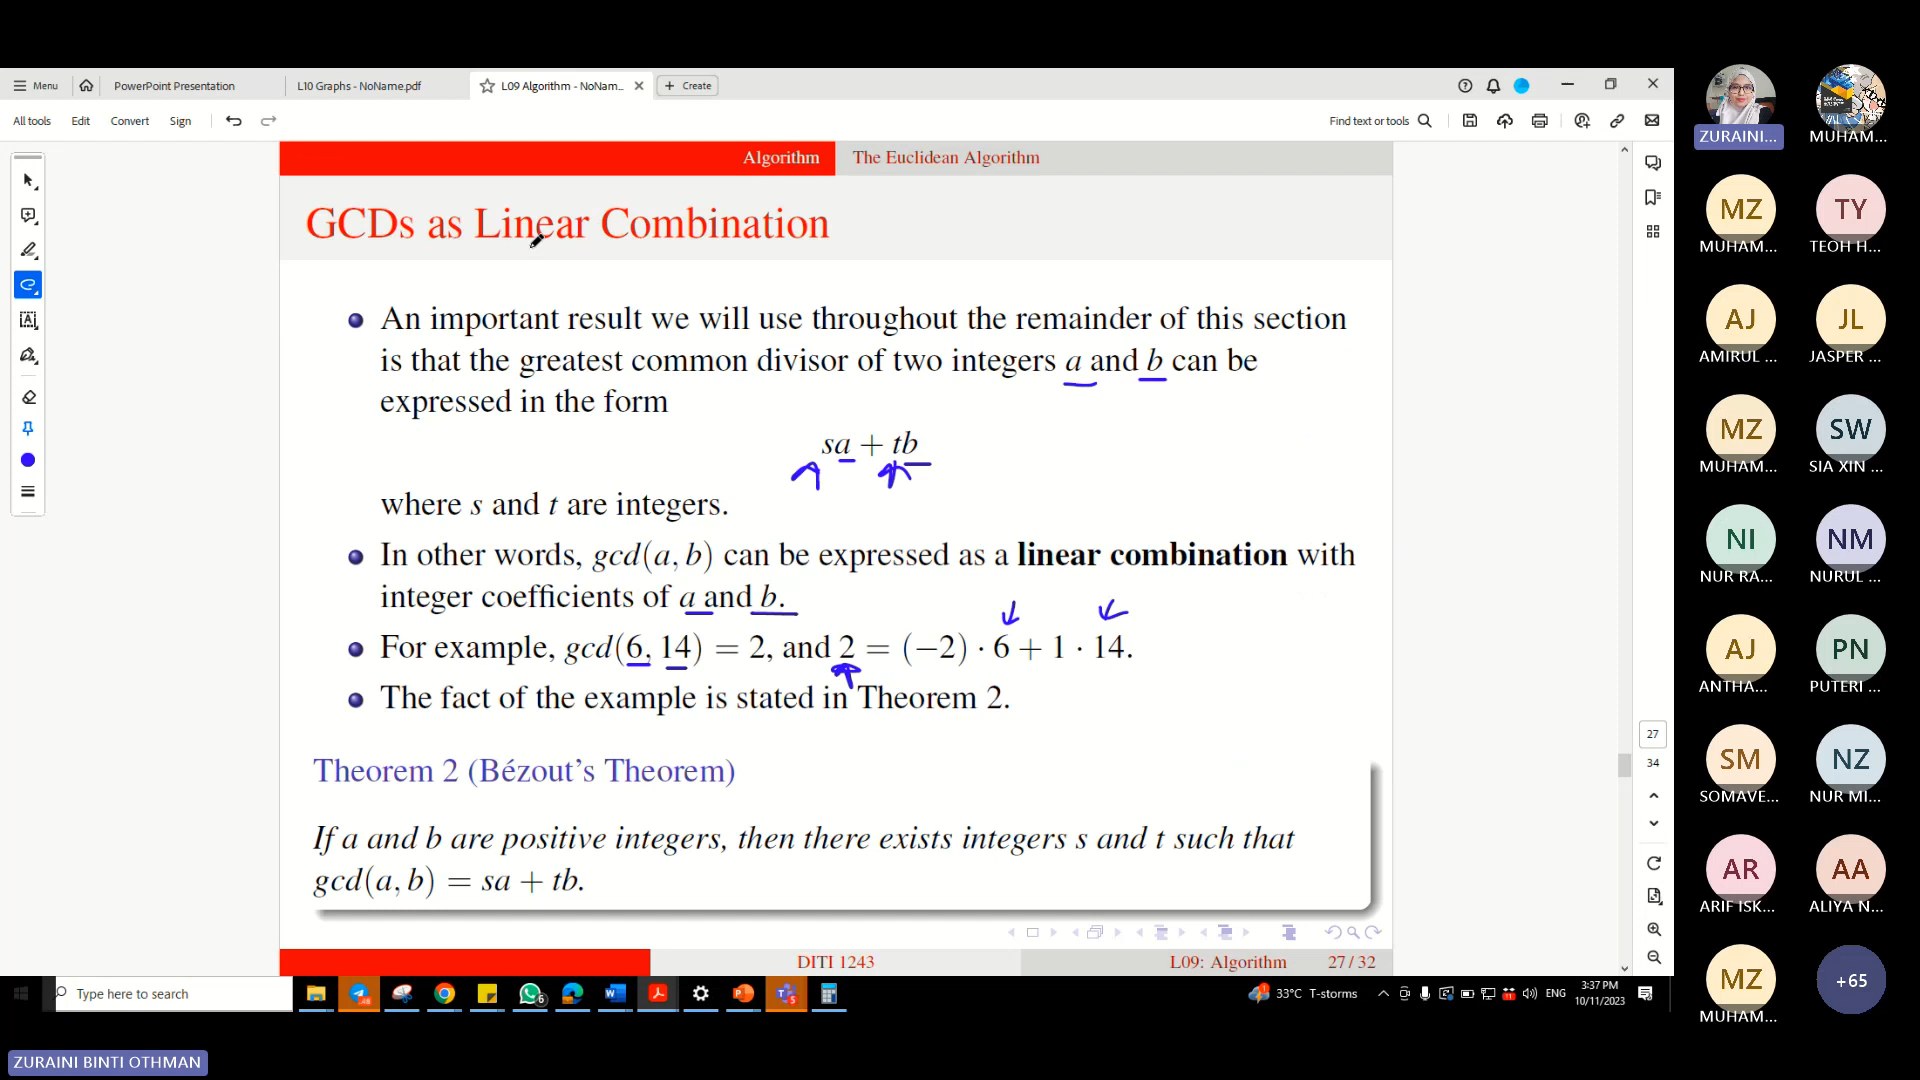 Menu
PowerPoint Presentation
L10 Graphs - NoName.pdf
L09 Algorithm - NoNam...
Create
All tools
Edit
Convert
Sign
Find text or tools
Algorithm
The Euclidean Algorithm
GCDs as Linear Combination
An important result we will use throughout the remainder of this section
is that the greatest common divisor of two integers a and b can be
expressed in the form
sa + tb
where s and t are integers.
In other words, gcd(a, b) can be expressed as a linear combination with
integer coefficients of a and b.
For example, gcd(6, 14) = 2, and 2 = (−2) · 6 + 1 · 14.
The fact of the example is stated in Theorem 2.
Theorem 2 (Bézout's Theorem)
If a and b are positive integers, then there exists integers s and t such that
gcd(a, b) = sa + tb.
DITI 1243
L09: Algorithm
27 / 32
27
34
Type here to search
6
33°C T-storms
ENG
3:37 PM
10/11/2023
ZURAINI BINTI OTHMAN
ZURAINI...
MUHAM...
MZ
MUHAM...
TY
TEOH H...
AJ
AMIRUL ...
JL
JASPER ...
MZ
MUHAM...
SW
SIA XIN ...
NI
NUR RA...
NM
NURUL ...
AJ
ANTHA...
PN
PUTERI ...
SM
SOMAVE...
NZ
NUR MI...
AR
ARIF ISK...
AA
ALIYA N...
MZ
MUHAM...
+65